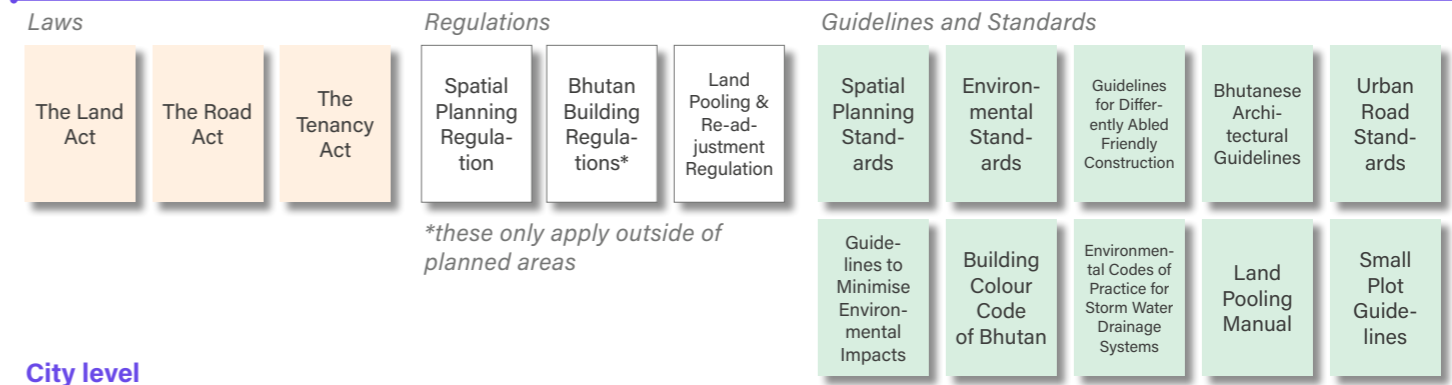 Laws
The Land
Act
The Road
Act
The
Tenancy
Act
Regulations
Spatial
Planning
Regula-
tion
Bhutan
Building
Regula-
tions*
Land
Pooling &
Re-ad-
justment
Regulation
*these only apply outside of
planned areas
Guidelines and Standards
Spatial
Planning
Stand-
ards
Environ-
mental
Stand-
ards
Guidelines
for Differ-
ently Abled
Friendly
Construction
Bhutanese
Archi-
tectural
Guidelines
Urban
Road
Stand-
ards
Guide-
lines to
Minimise
Environ-
mental
Impacts
Building
Colour
Code
of Bhutan
Environmen-
tal Codes of
Practice for
Storm Water
Drainage
Systems
Land
Pooling
Manual
Small
Plot
Guide-
lines
City level